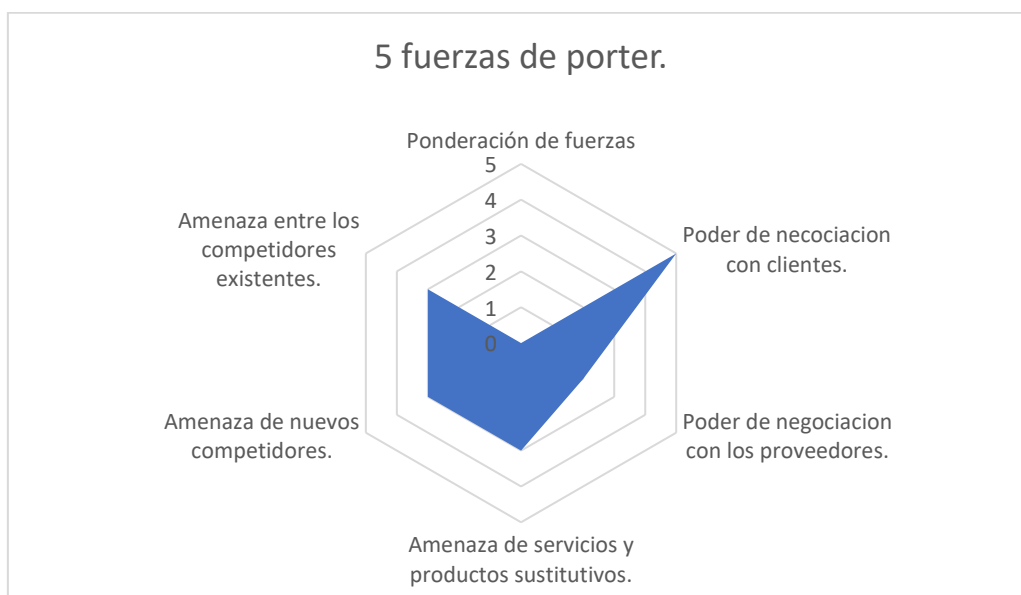 5 fuerzas de porter.
Ponderación de fuerzas
5
4
3
2
1
0
Poder de necociacion
con clientes.
Poder de negociacion
con los proveedores.
Amenaza de servicios y
productos sustitutivos.
Amenaza de nuevos
competidores.
Amenaza entre los
competidores
existentes.